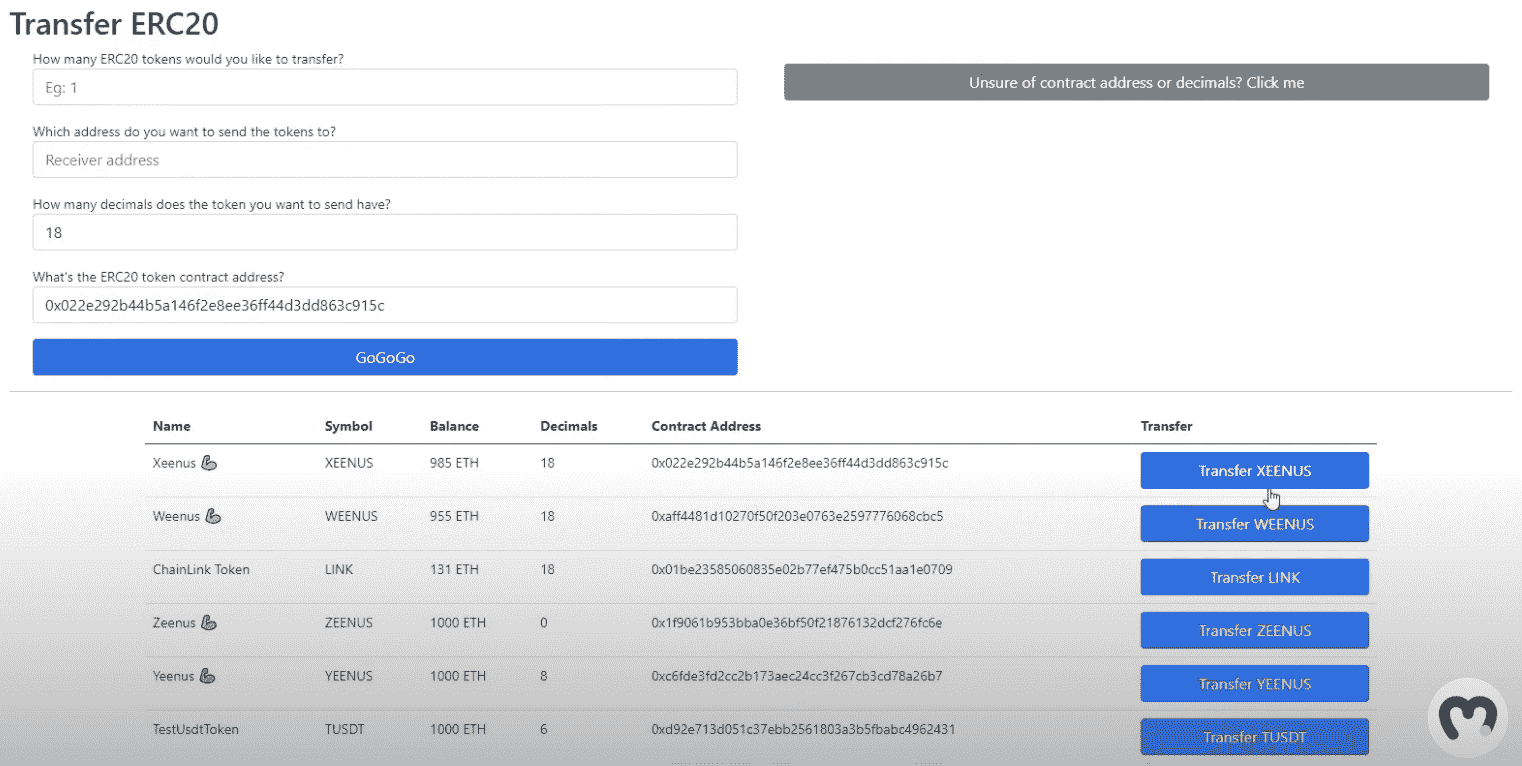 Transfer ERC20
How many ERC20 tokens would you like to transfer?
Eg: 1
Unsure of contract address or decimals? Click me
Which address do you want to send the tokens to?
Receiver address
How many decimals does the token you want to send have?
18
What's the ERC20 token contract address?
0x022e292b44b5a146f2e8ee36ff44d3dd863c915c
GoGoGo
Name Symbol Balance Decimals Contract Address Transfer
Xeenus 💪 XEENUS 985 ETH 18 0x022e292b44b5a146f2e8ee36ff44d3dd863c915c Transfer XEENUS
Weenus 💪 WEENUS 955 ETH 18 0xaff4481d10270f50f203e0763e2597776068cbc5 Transfer WEENUS
ChainLink Token LINK 131 ETH 18 0x01be23585060835e02b77ef475b0cc51aa1e0709 Transfer LINK
Zeenus 💪 ZEENUS 1000 ETH 0 0x1f9061b953bba0e36bf50f21876132dcf276fc6e Transfer ZEENUS
Yeenus 💪 YEENUS 1000 ETH 8 0xc6fde3fd2cc2b173aec24cc3f267cb3cd78a26b7 Transfer YEENUS
TestUsdtToken TUSDT 1000 ETH 6 0xd92e713d051c37ebb2561803a3b5fbabc4962431 Transfer TUSDT